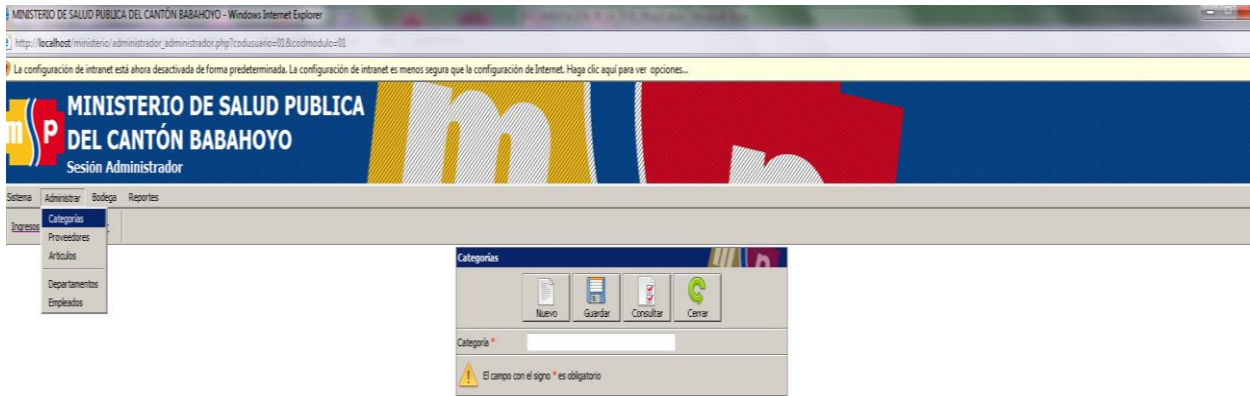 MINISTERIO DE SALUD PUBLICA DEL CANTÓN BABAHOYO - Windows Internet Explorer
http://localhost/ministerio/administrador_administrador.php?codusuario=01&codmodulo=01
La configuración de intranet está ahora desactivada de forma predeterminada. La configuración de intranet es menos segura que la configuración de Internet. Haga clic aquí para ver opciones...
m p MINISTERIO DE SALUD PUBLICA
DEL CANTÓN BABAHOYO
Sesión Administrador
Sistema Administrar Bodega Reportes
Ingresos
Categorías
Proveedores
Artículos
Departamentos
Empleados
Categorías
Nuevo Guardar Consultar Cerrar
Categoría *
El campo con el signo * es obligatorio